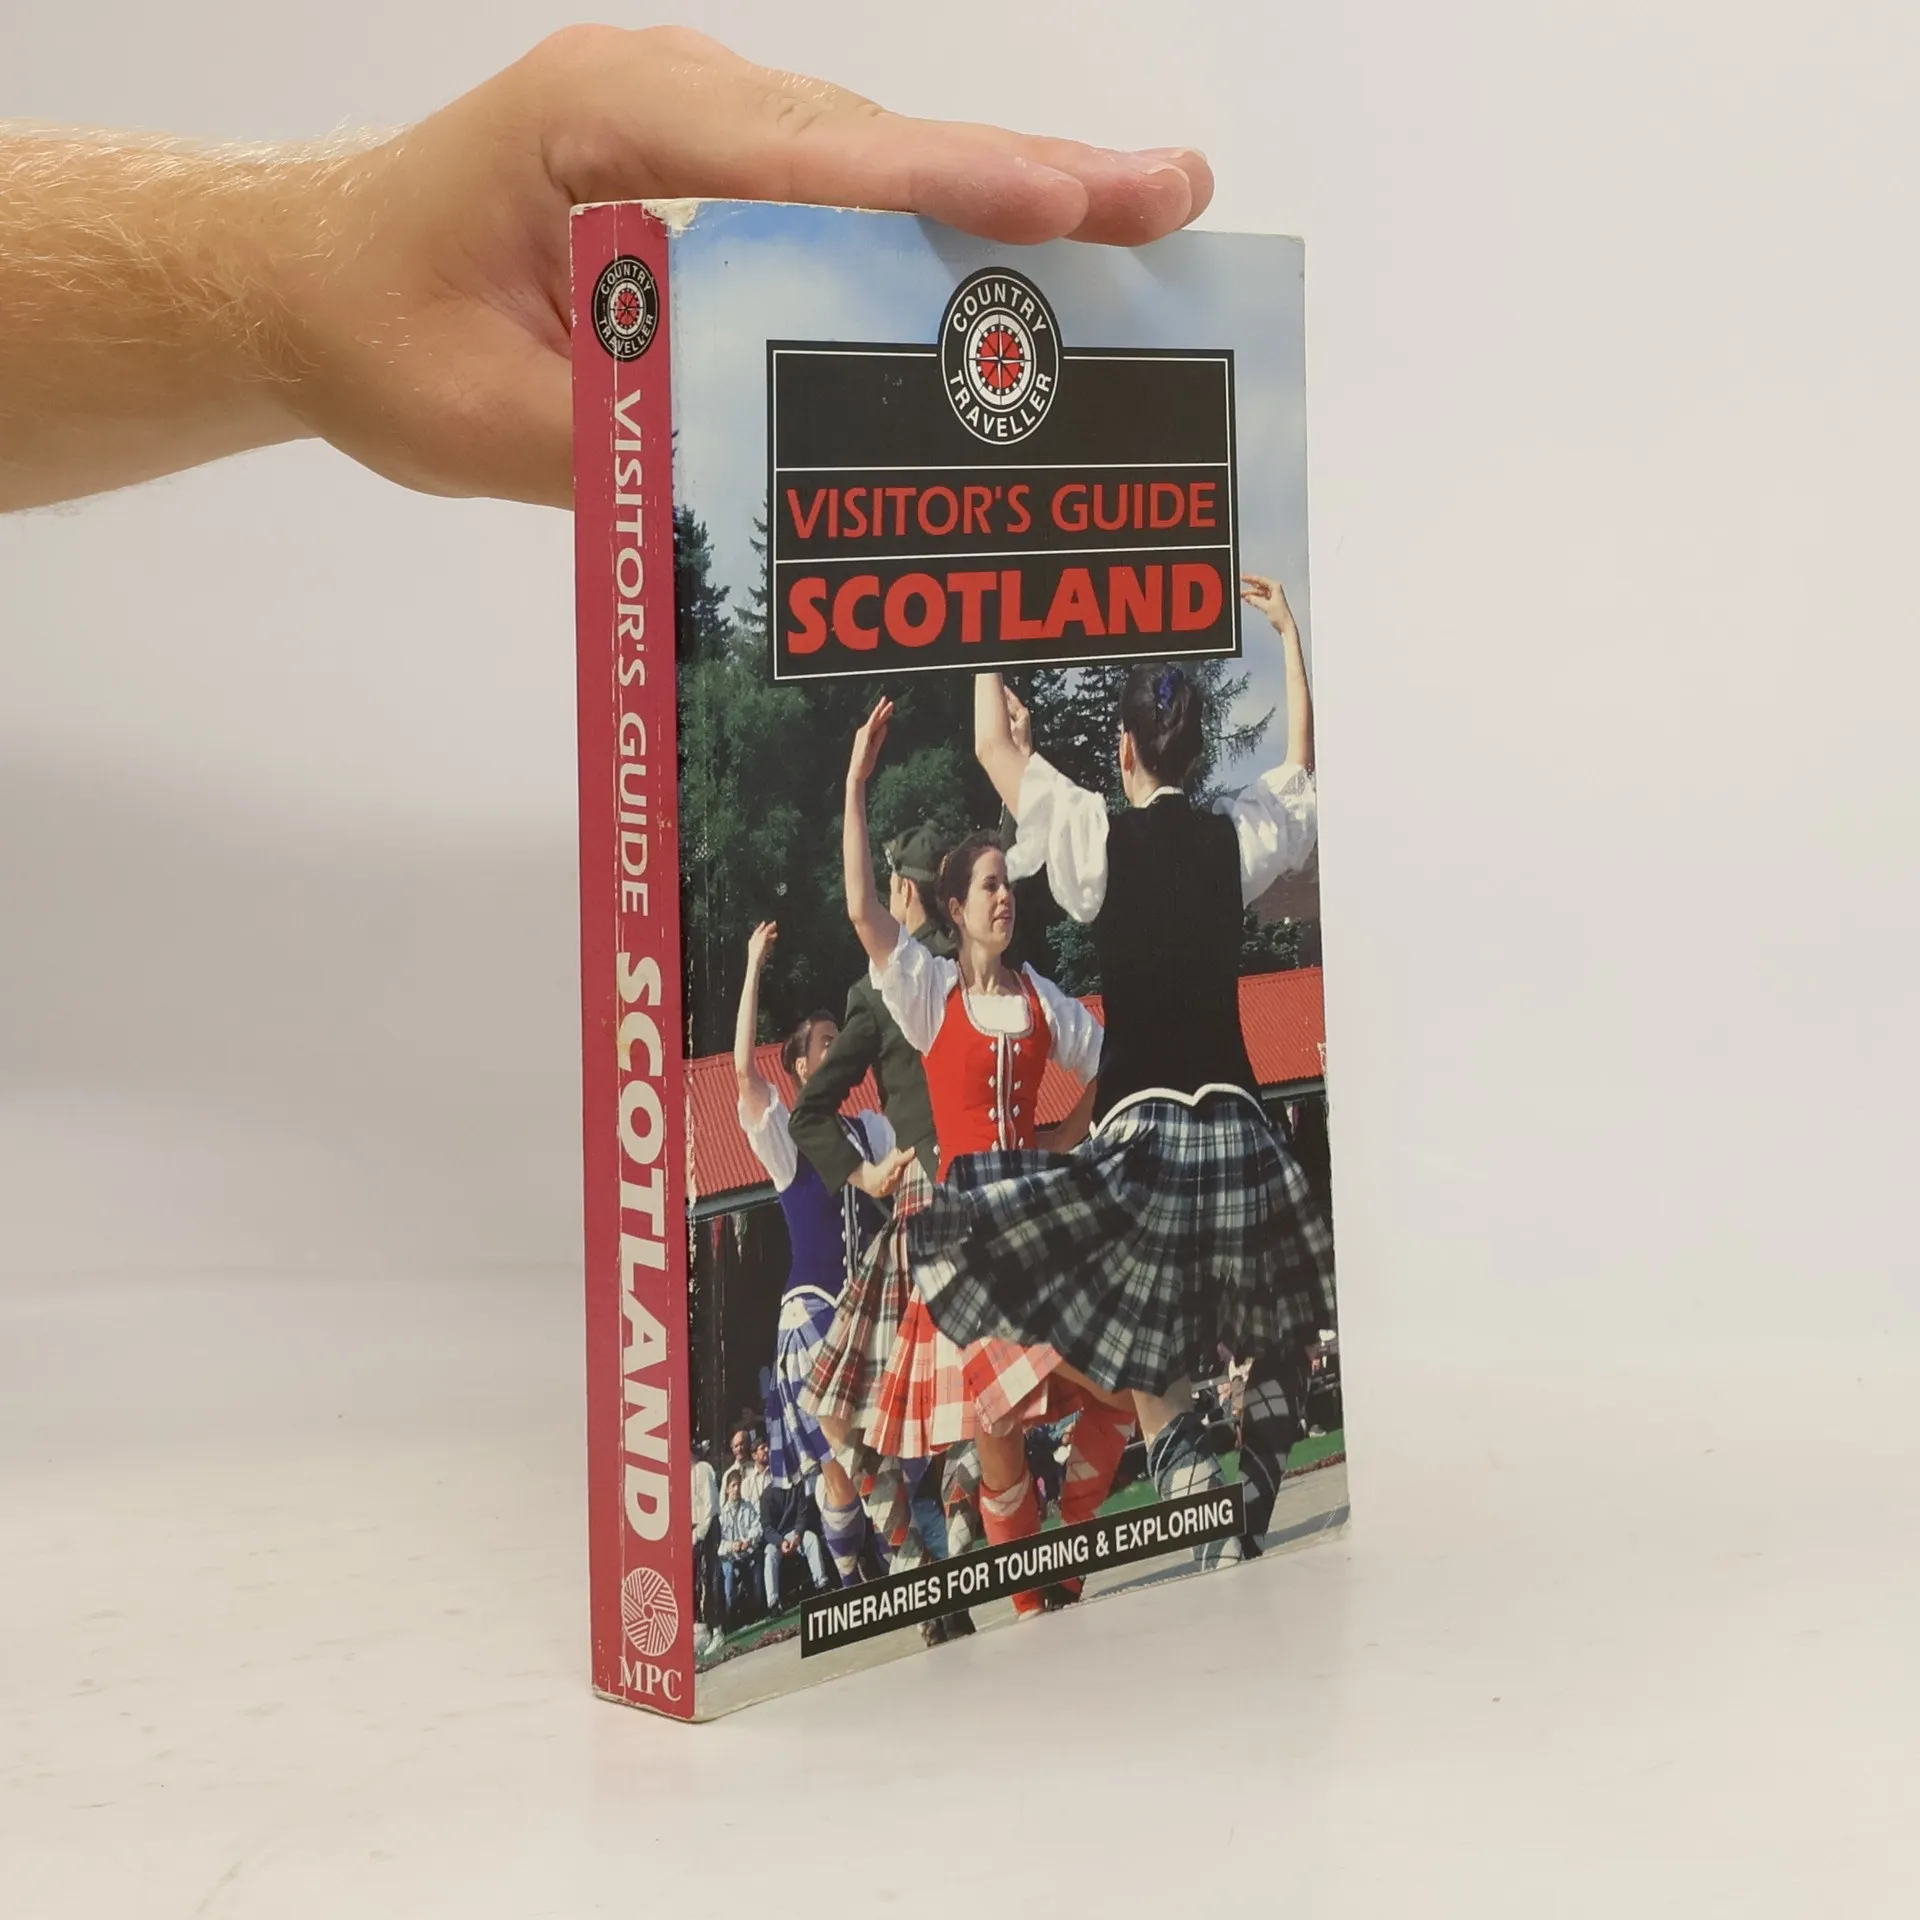 COUNTRY TRAVELLER
VISITOR'S GUIDE SCOTLAND
MPC
COUNTRY TRAVELLER
VISITOR'S GUIDE
SCOTLAND
ITINERARIES FOR TOURING & EXPLORING